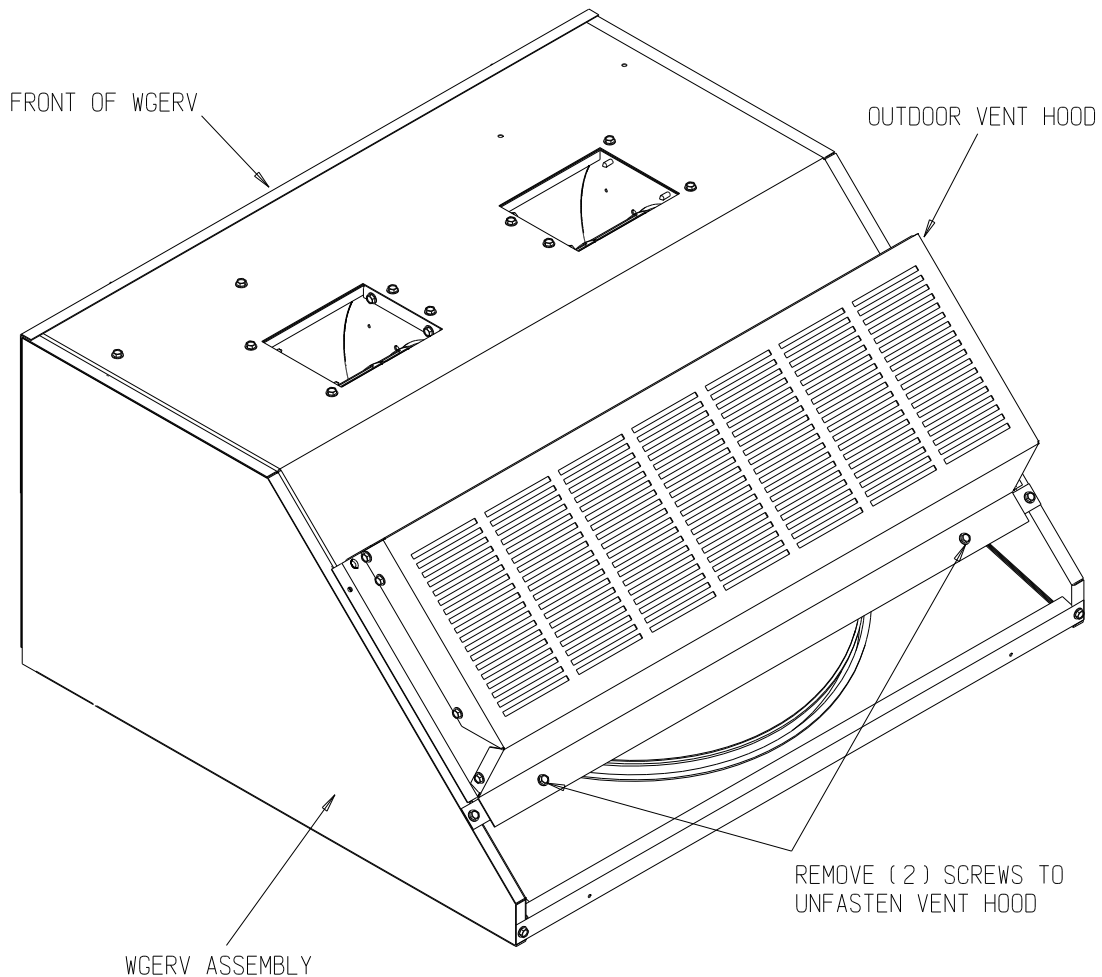 FRONT OF WGERV
OUTDOOR VENT HOOD
REMOVE (2) SCREWS TO
UNFASTEN VENT HOOD
WGERV ASSEMBLY